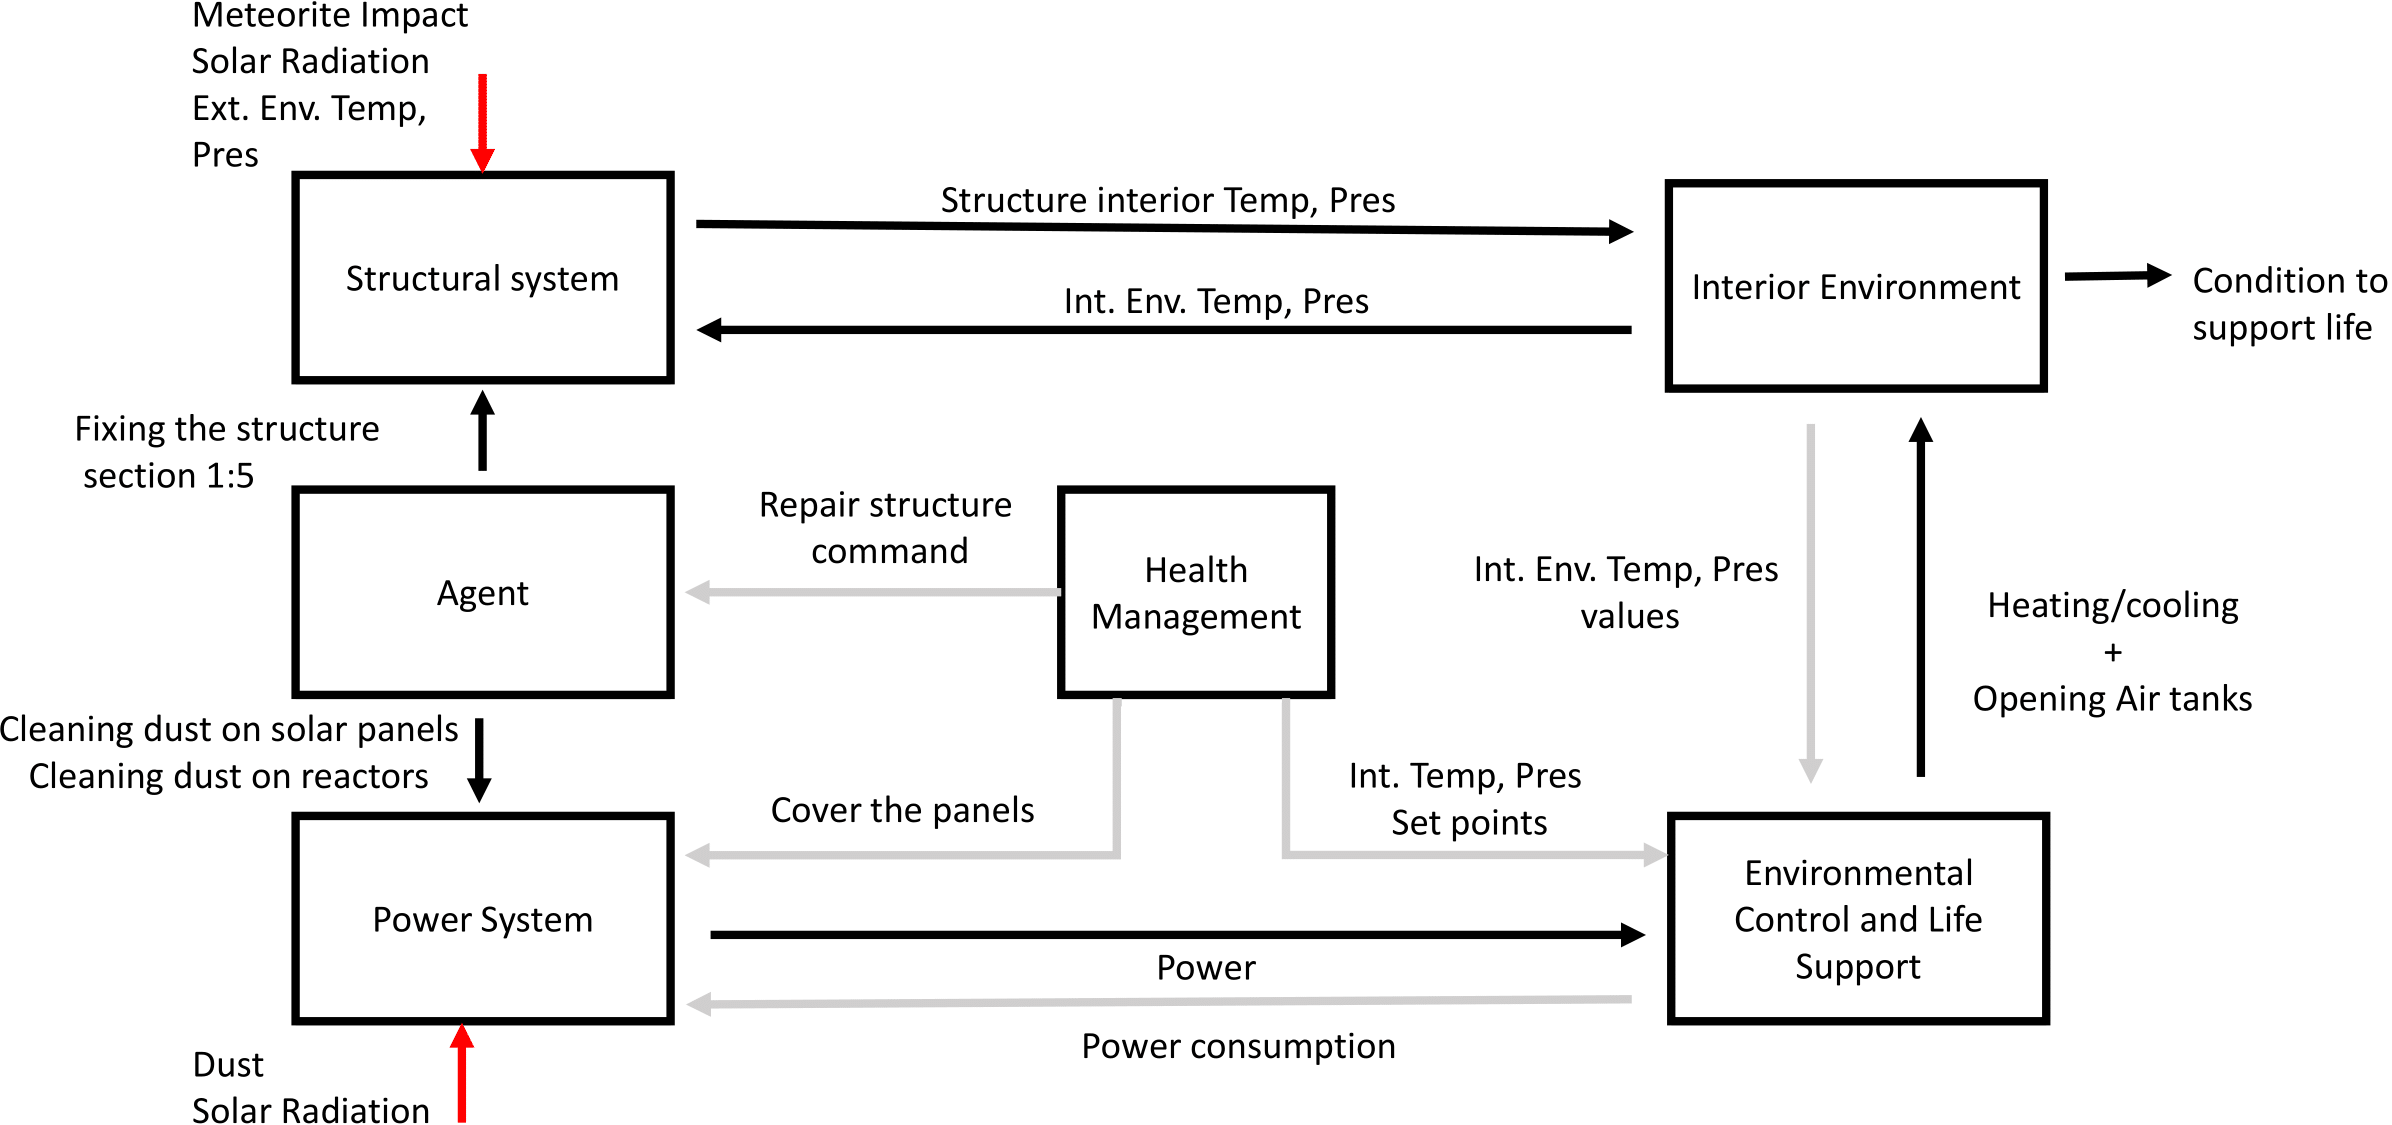 Meteorite Impact
Solar Radiation
Ext. Env. Temp,
Pres
Structural system
Structure interior Temp, Pres
Int. Env. Temp, Pres
Interior Environment
Condition to
support life
Fixing the structure
section 1:5
Agent
Repair structure
command
Health
Management
Int. Env. Temp, Pres
values
Heating/cooling
+
Opening Air tanks
Cleaning dust on solar panels
Cleaning dust on reactors
Cover the panels
Int. Temp, Pres
Set points
Power System
Power
Power consumption
Environmental
Control and Life
Support
Dust
Solar Radiation